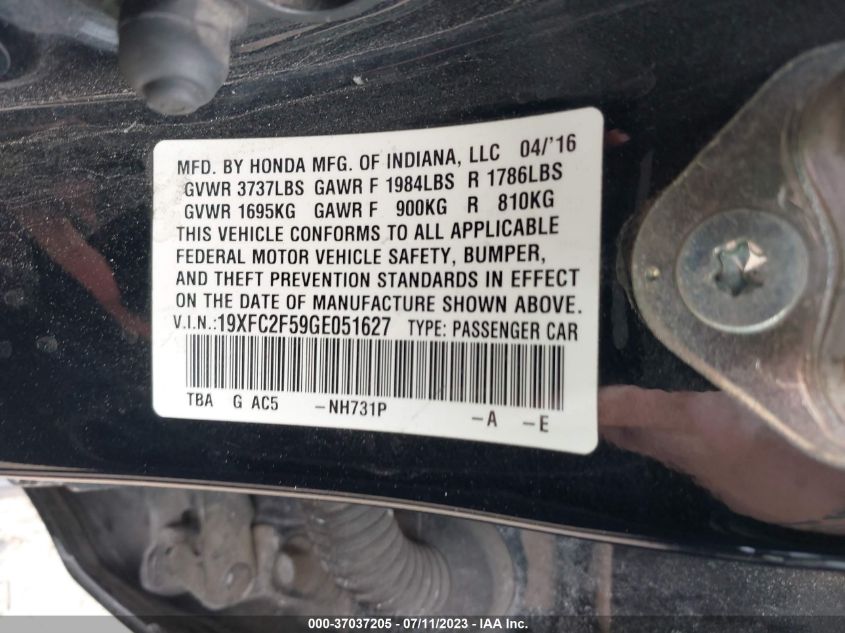 MFD. BY HONDA MFG. OF INDIANA, LLC 04/'16
GVWR 3737LBS GAWR F 1984LBS R 1786LBS
GVWR 1695KG GAWR F 900KG R 810KG
THIS VEHICLE CONFORMS TO ALL APPLICABLE
FEDERAL MOTOR VEHICLE SAFETY, BUMPER,
AND THEFT PREVENTION STANDARDS IN EFFECT
ON THE DATE OF MANUFACTURE SHOWN ABOVE.
V.I.N.:19XFC2F59GE051627 TYPE: PASSENGER CAR
TBA G AC5 -NH731P -A -E
000-37037205 - 07/11/2023 - IAA Inc.